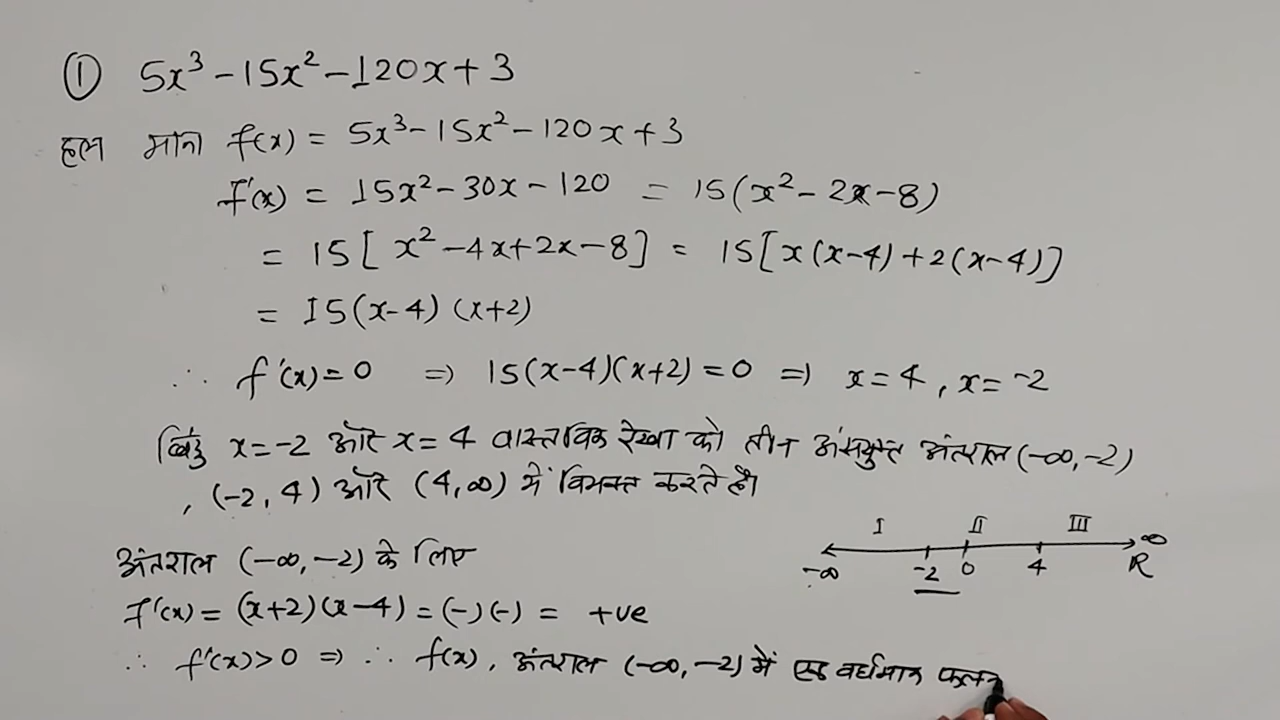 ① 5x³ - 15x² - 120x + 3
हल माना f(x) = 5x³ - 15x² - 120x + 3
f'(x) = 15x² - 30x - 120 = 15(x² - 2x - 8)
= 15[x² - 4x + 2x - 8] = 15[x(x-4) + 2(x-4)]
= 15(x-4)(x+2)
∴ f'(x) = 0 ⇒ 15(x-4)(x+2) = 0 ⇒ x = 4, x = -2
बिंदु x = -2 और x = 4 वास्तविक रेखा को तीन असंयुक्त अंतराल (-∞, -2)
, (-2, 4) और (4, ∞) में विभक्त करते है।
I II III
-∞ -2 0 4 R ∞
अंतराल (-∞, -2) के लिए
f'(x) = (x+2)(x-4) = (-)(-) = +ve
∴ f'(x) > 0 ⇒ ∴ f(x), अंतराल (-∞, -2) में एक वर्धमान फलन